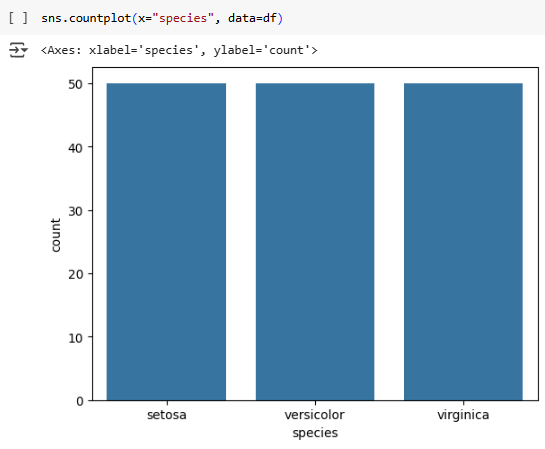 [ ] sns.countplot(x="species", data=df)
<Axes: xlabel='species', ylabel='count'>
50
40
30
20
10
0
count
setosa versicolor virginica
species